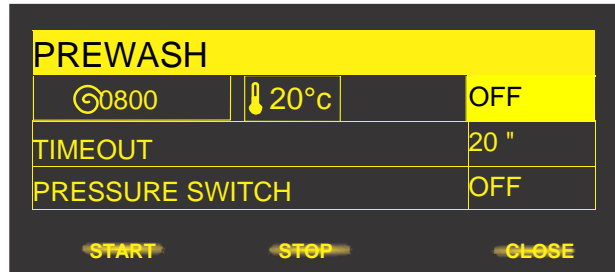 PREWASH
0800 20°c OFF
TIMEOUT 20 "
PRESSURE SWITCH OFF
START STOP CLOSE